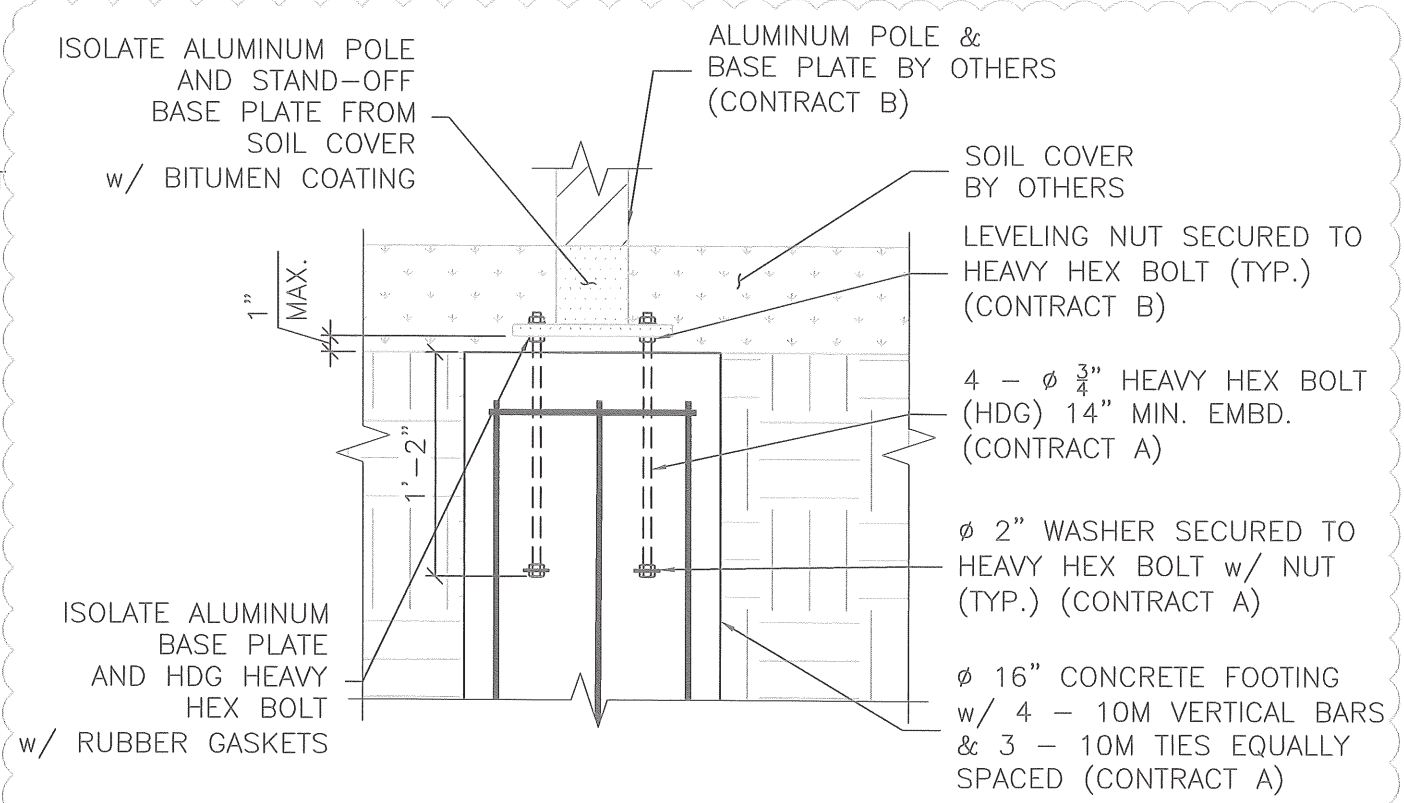 ISOLATE ALUMINUM POLE
AND STAND-OFF
BASE PLATE FROM
SOIL COVER
w/ BITUMEN COATING
ALUMINUM POLE &
BASE PLATE BY OTHERS
(CONTRACT B)
SOIL COVER
BY OTHERS
LEVELING NUT SECURED TO
HEAVY HEX BOLT (TYP.)
(CONTRACT B)
1"
MAX.
4 - ø 3/4" HEAVY HEX BOLT
(HDG) 14" MIN. EMBD.
(CONTRACT A)
1'-2"
ø 2" WASHER SECURED TO
HEAVY HEX BOLT w/ NUT
(TYP.) (CONTRACT A)
ISOLATE ALUMINUM
BASE PLATE
AND HDG HEAVY
HEX BOLT
w/ RUBBER GASKETS
ø 16" CONCRETE FOOTING
w/ 4 - 10M VERTICAL BARS
& 3 - 10M TIES EQUALLY
SPACED (CONTRACT A)